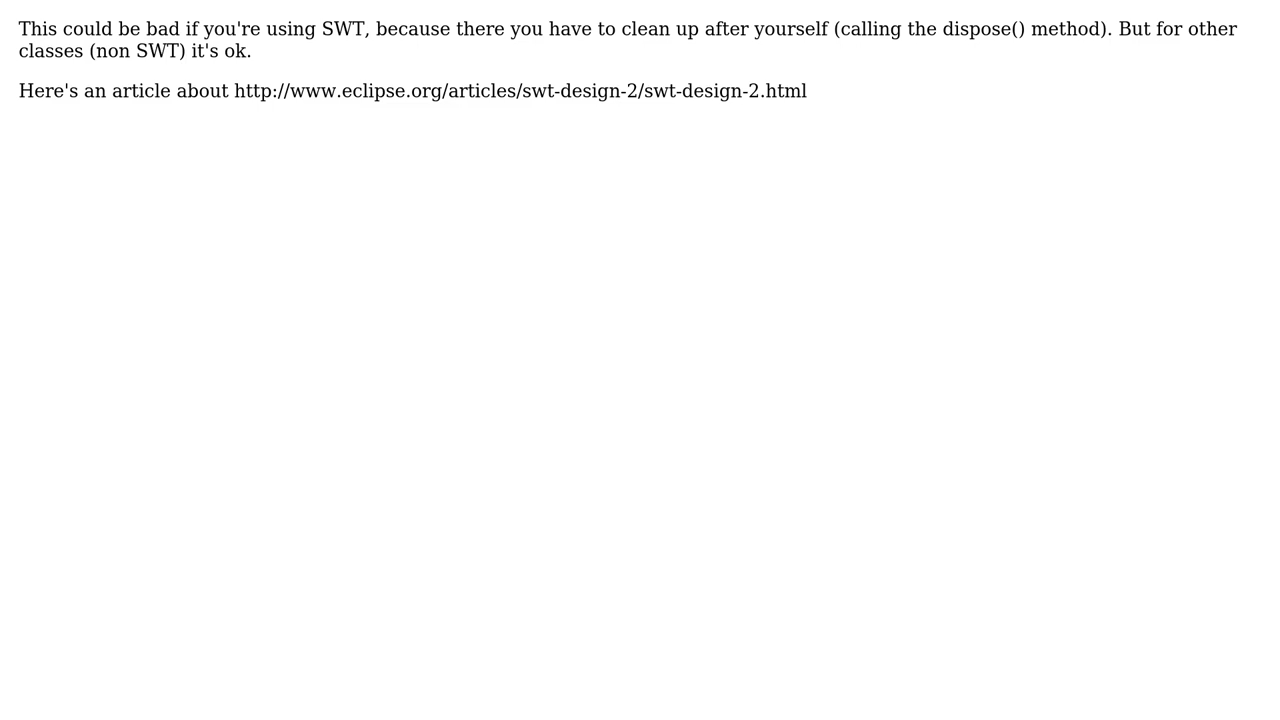 This could be bad if you're using SWT, because there you have to clean up after yourself (calling the dispose() method). But for other
classes (non SWT) it's ok.
Here's an article about http://www.eclipse.org/articles/swt-design-2/swt-design-2.html